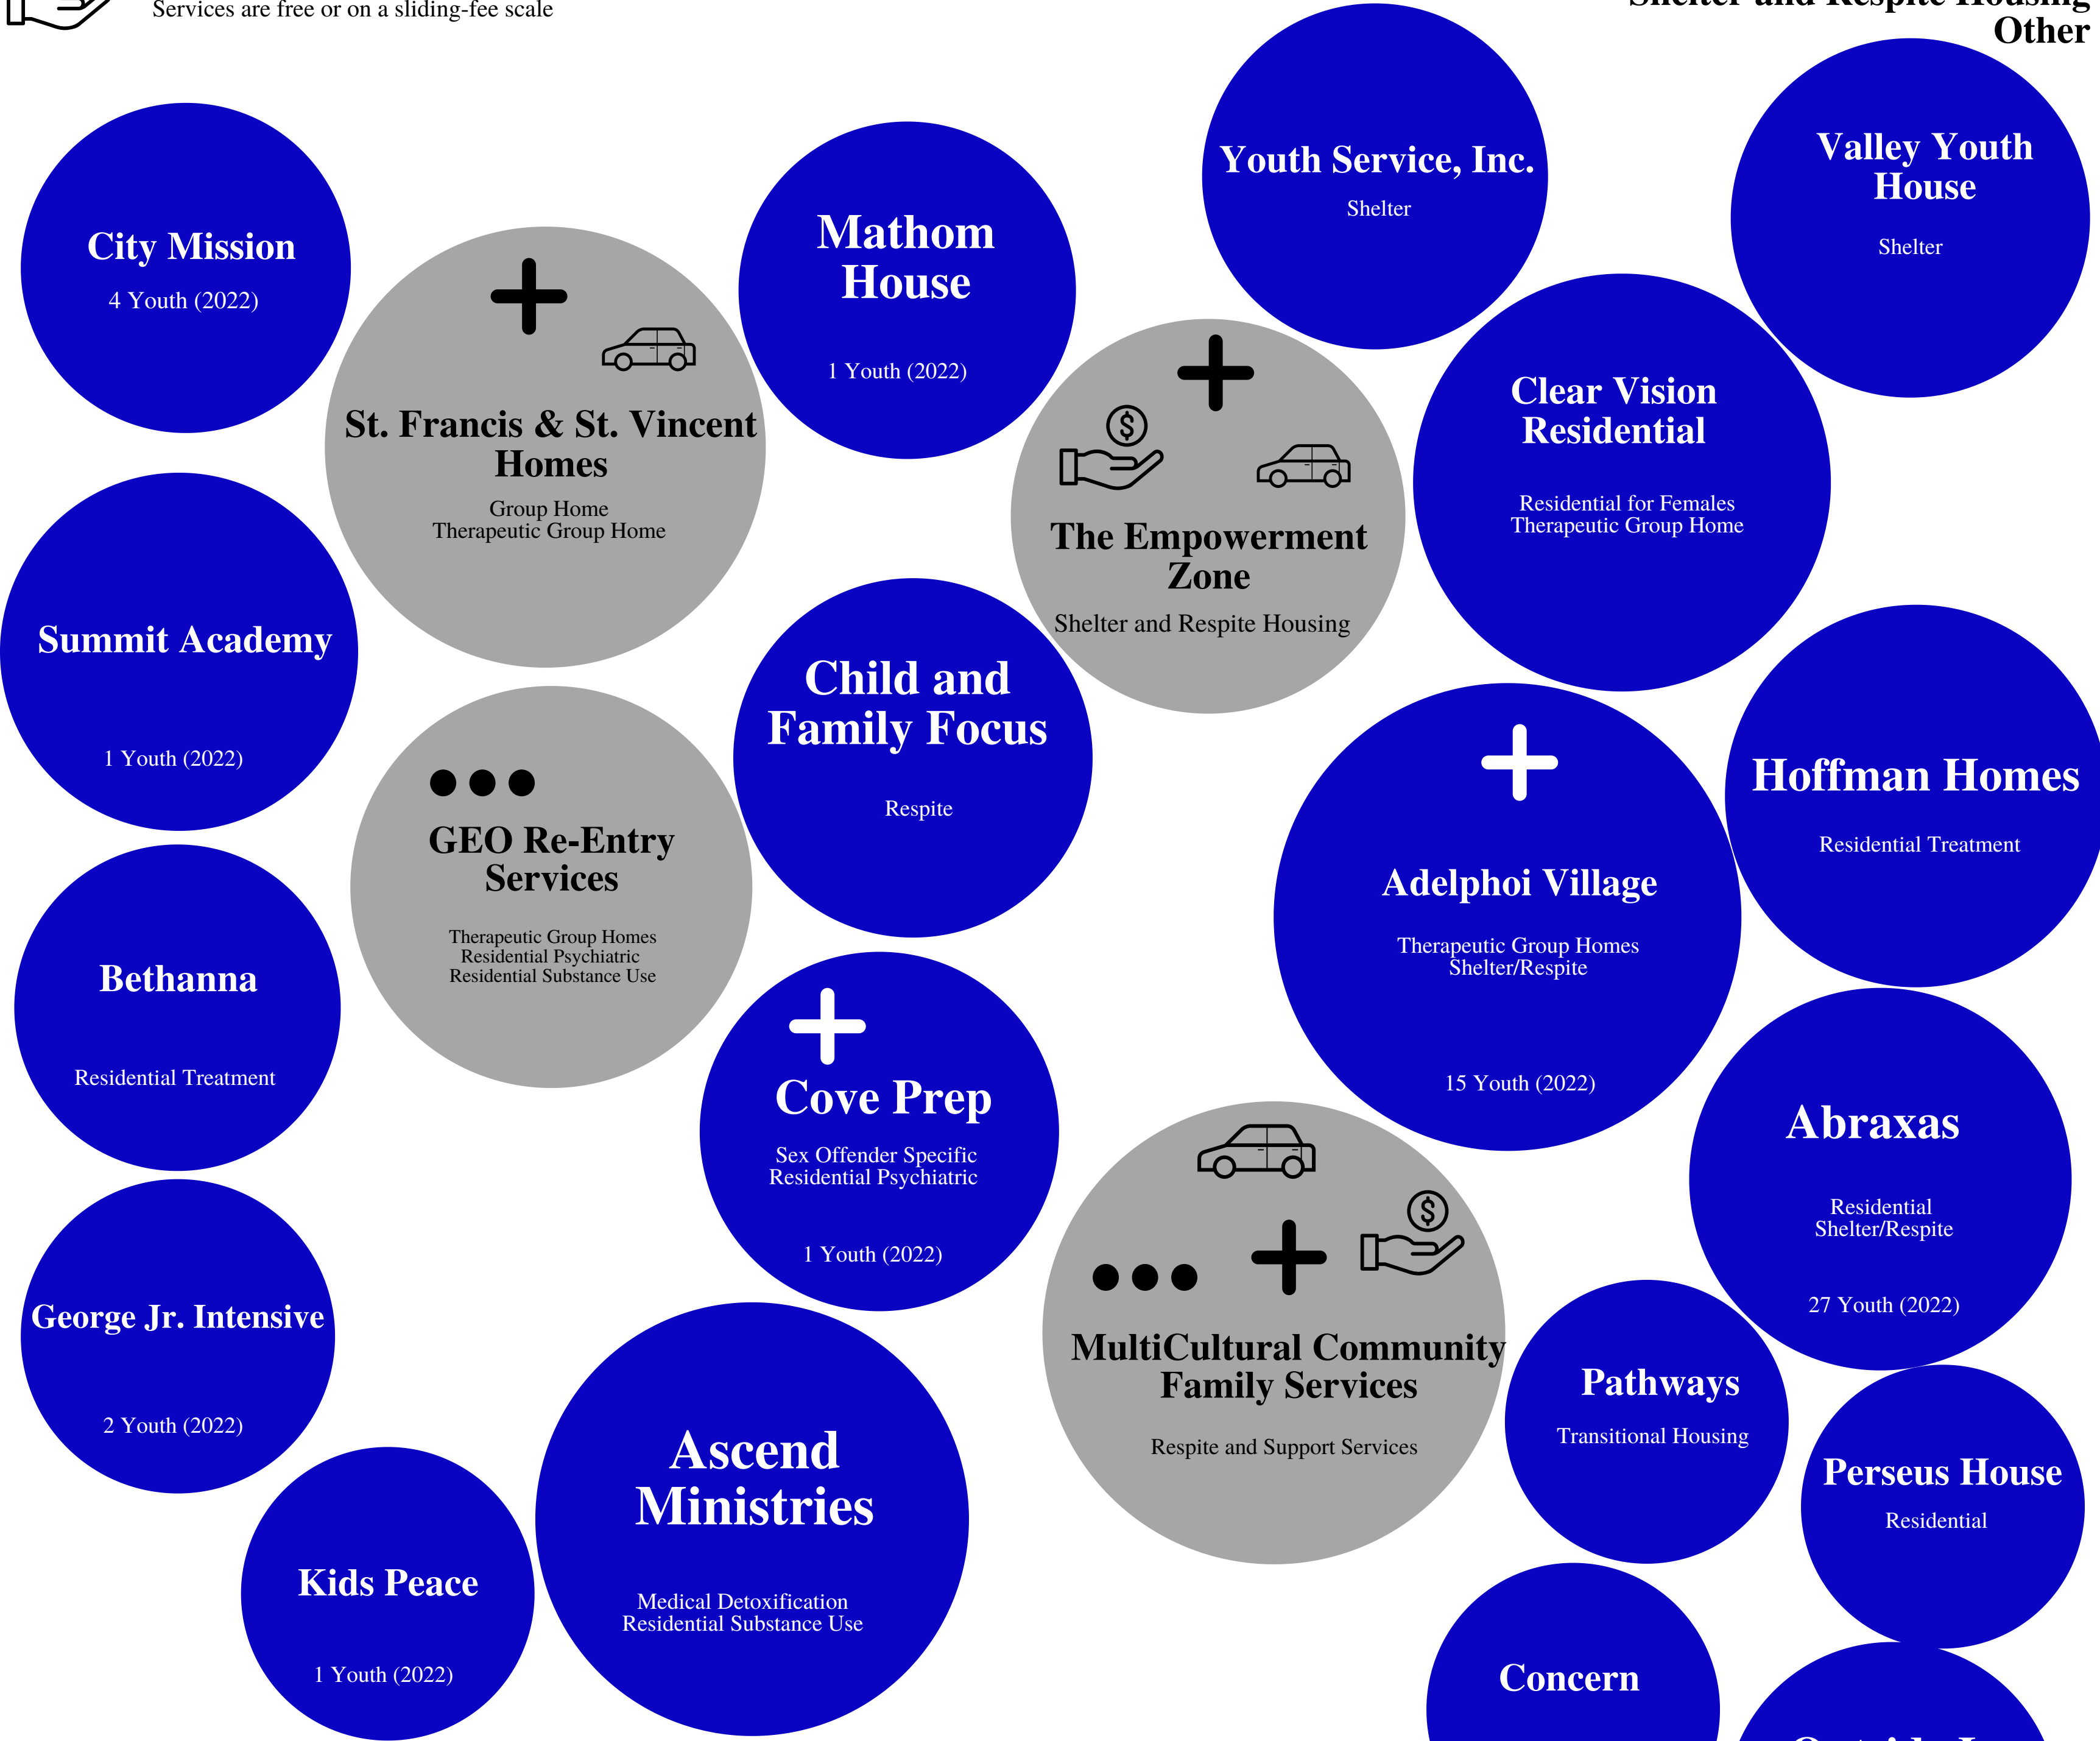 Services are free or on a sliding-fee scale
Shelter and Respite Housing
Other
City Mission
4 Youth (2022)
St. Francis & St. Vincent
Homes
Group Home
Therapeutic Group Home
Mathom
House
1 Youth (2022)
Youth Service, Inc.
Shelter
Valley Youth
House
Shelter
$
The Empowerment
Zone
Shelter and Respite Housing
Clear Vision
Residential
Residential for Females
Therapeutic Group Home
Summit Academy
1 Youth (2022)
Child and
Family Focus
Respite
Hoffman Homes
Residential Treatment
GEO Re-Entry
Services
Therapeutic Group Homes
Residential Psychiatric
Residential Substance Use
Adelphoi Village
Therapeutic Group Homes
Shelter/Respite
15 Youth (2022)
Bethanna
Residential Treatment
Cove Prep
Sex Offender Specific
Residential Psychiatric
1 Youth (2022)
Abraxas
Residential
Shelter/Respite
27 Youth (2022)
$
MultiCultural Community
Family Services
Respite and Support Services
George Jr. Intensive
2 Youth (2022)
Pathways
Transitional Housing
Perseus House
Residential
Ascend
Ministries
Medical Detoxification
Residential Substance Use
Kids Peace
1 Youth (2022)
Concern